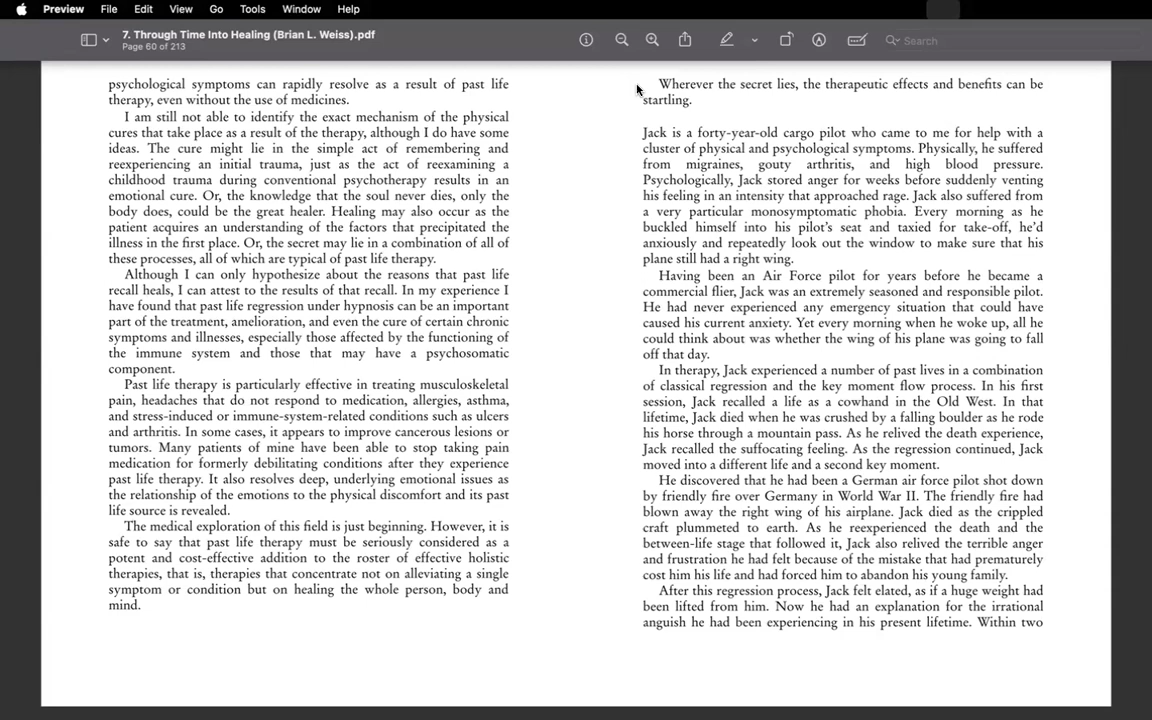 Preview File Edit View Go Tools Window Help
7. Through Time Into Healing (Brian L. Weiss).pdf
Page 60 of 213
Search
psychological symptoms can rapidly resolve as a result of past life
therapy, even without the use of medicines.
I am still not able to identify the exact mechanism of the physical
cures that take place as a result of the therapy, although I do have some
ideas. The cure might lie in the simple act of remembering and
reexperiencing an initial trauma, just as the act of reexamining a
childhood trauma during conventional psychotherapy results in an
emotional cure. Or, the knowledge that the soul never dies, only the
body does, could be the great healer. Healing may also occur as the
patient acquires an understanding of the factors that precipitated the
illness in the first place. Or, the secret may lie in a combination of all of
these processes, all of which are typical of past life therapy.
Although I can only hypothesize about the reasons that past life
recall heals, I can attest to the results of that recall. In my experience I
have found that past life regression under hypnosis can be an important
part of the treatment, amelioration, and even the cure of certain chronic
symptoms and illnesses, especially those affected by the functioning of
the immune system and those that may have a psychosomatic
component.
Past life therapy is particularly effective in treating musculoskeletal
pain, headaches that do not respond to medication, allergies, asthma,
and stress-induced or immune-system-related conditions such as ulcers
and arthritis. In some cases, it appears to improve cancerous lesions or
tumors. Many patients of mine have been able to stop taking pain
medication for formerly debilitating conditions after they experience
past life therapy. It also resolves deep, underlying emotional issues as
the relationship of the emotions to the physical discomfort and its past
life source is revealed.
The medical exploration of this field is just beginning. However, it is
safe to say that past life therapy must be seriously considered as a
potent and cost-effective addition to the roster of effective holistic
therapies, that is, therapies that concentrate not on alleviating a single
symptom or condition but on healing the whole person, body and
mind.
Wherever the secret lies, the therapeutic effects and benefits can be
startling.
Jack is a forty-year-old cargo pilot who came to me for help with a
cluster of physical and psychological symptoms. Physically, he suffered
from migraines, gouty arthritis, and high blood pressure.
Psychologically, Jack stored anger for weeks before suddenly venting
his feeling in an intensity that approached rage. Jack also suffered from
a very particular monosymptomatic phobia. Every morning as he
buckled himself into his pilot's seat and taxied for take-off, he'd
anxiously and repeatedly look out the window to make sure that his
plane still had a right wing.
Having been an Air Force pilot for years before he became a
commercial flier, Jack was an extremely seasoned and responsible pilot.
He had never experienced any emergency situation that could have
caused his current anxiety. Yet every morning when he woke up, all he
could think about was whether the wing of his plane was going to fall
off that day.
In therapy, Jack experienced a number of past lives in a combination
of classical regression and the key moment flow process. In his first
session, Jack recalled a life as a cowhand in the Old West. In that
lifetime, Jack died when he was crushed by a falling boulder as he rode
his horse through a mountain pass. As he relived the death experience,
Jack recalled the suffocating feeling. As the regression continued, Jack
moved into a different life and a second key moment.
He discovered that he had been a German air force pilot shot down
by friendly fire over Germany in World War II. The friendly fire had
blown away the right wing of his airplane. Jack died as the crippled
craft plummeted to earth. As he reexperienced the death and the
between-life stage that followed it, Jack also relived the terrible anger
and frustration he had felt because of the mistake that had prematurely
cost him his life and had forced him to abandon his young family.
After this regression process, Jack felt elated, as if a huge weight had
been lifted from him. Now he had an explanation for the irrational
anguish he had been experiencing in his present lifetime. Within two